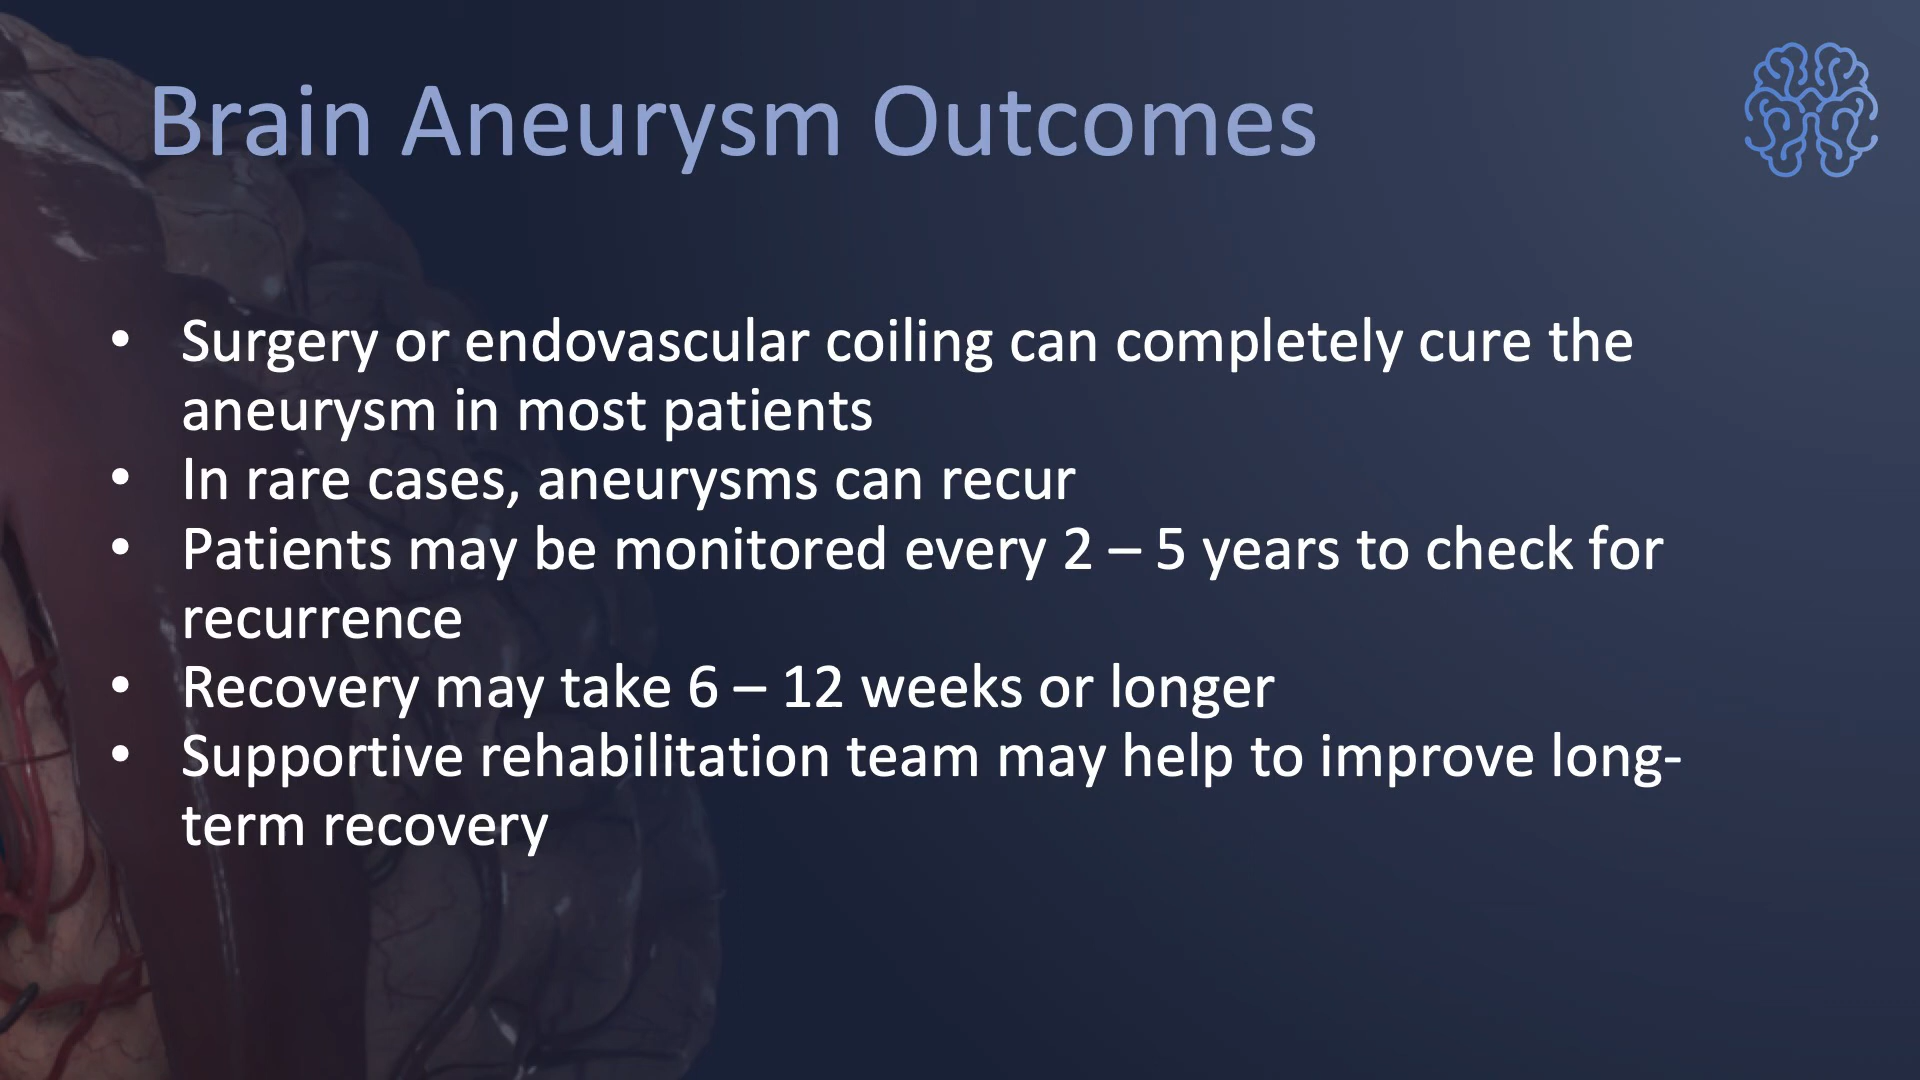 Brain Aneurysm Outcomes
• Surgery or endovascular coiling can completely cure the
aneurysm in most patients
• In rare cases, aneurysms can recur
• Patients may be monitored every 2 – 5 years to check for
recurrence
• Recovery may take 6 – 12 weeks or longer
• Supportive rehabilitation team may help to improve long-
term recovery